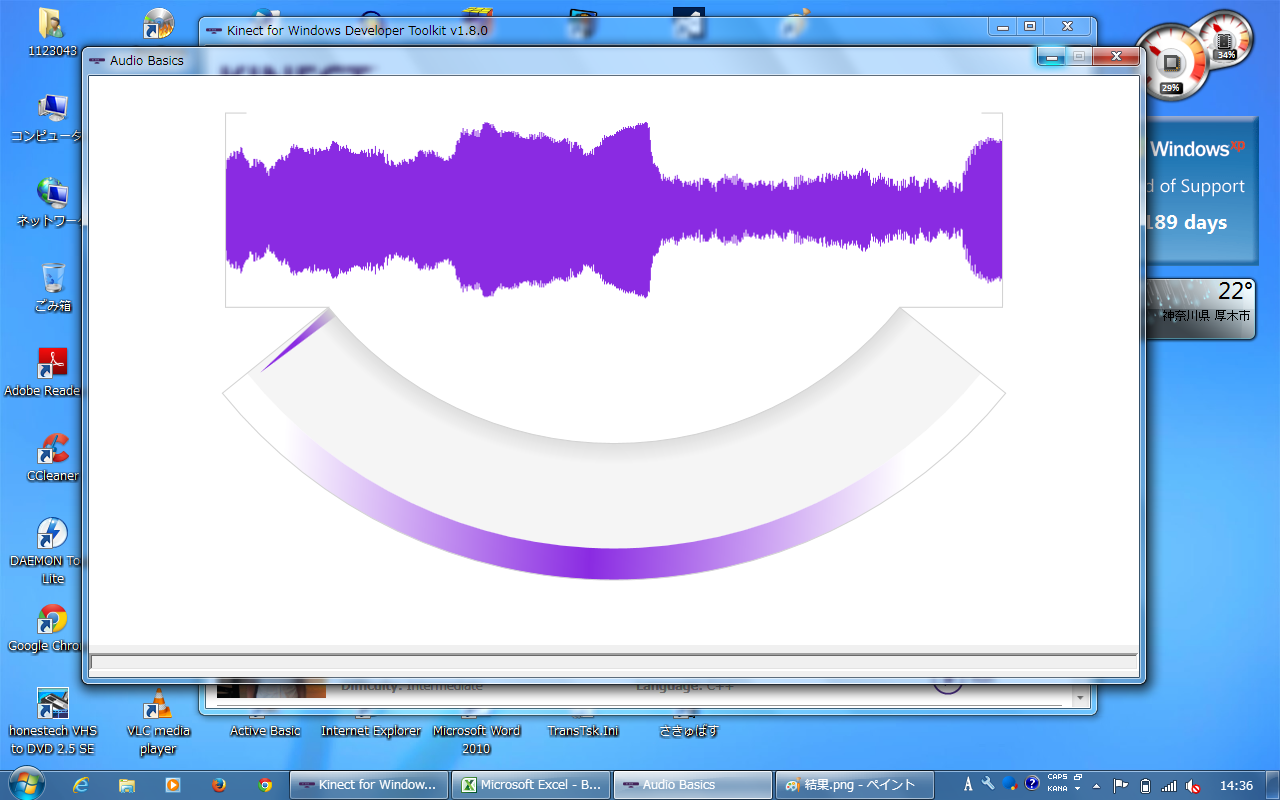 1123043
Kinect for Windows Developer Toolkit v1.8.0
Audio Basics
34%
29%
コンピュータ
Windows xp
d of Support
189 days
ネットワーク
22°
神奈川県 厚木市
ごみ箱
Adobe Reade
CCleaner
DAEMON To
Lite
Google Chro
Difficulty: Intermediate
Language: C++
honestech VHS
to DVD 2.5 SE
VLC media
player
Active Basic
Internet Explorer
Microsoft Word
2010
TransTsk.Ini
さきゅばす
Kinect for Window...
Microsoft Excel - B...
Audio Basics
結果.png - ペイント
A
CAPS
KANA
14:36